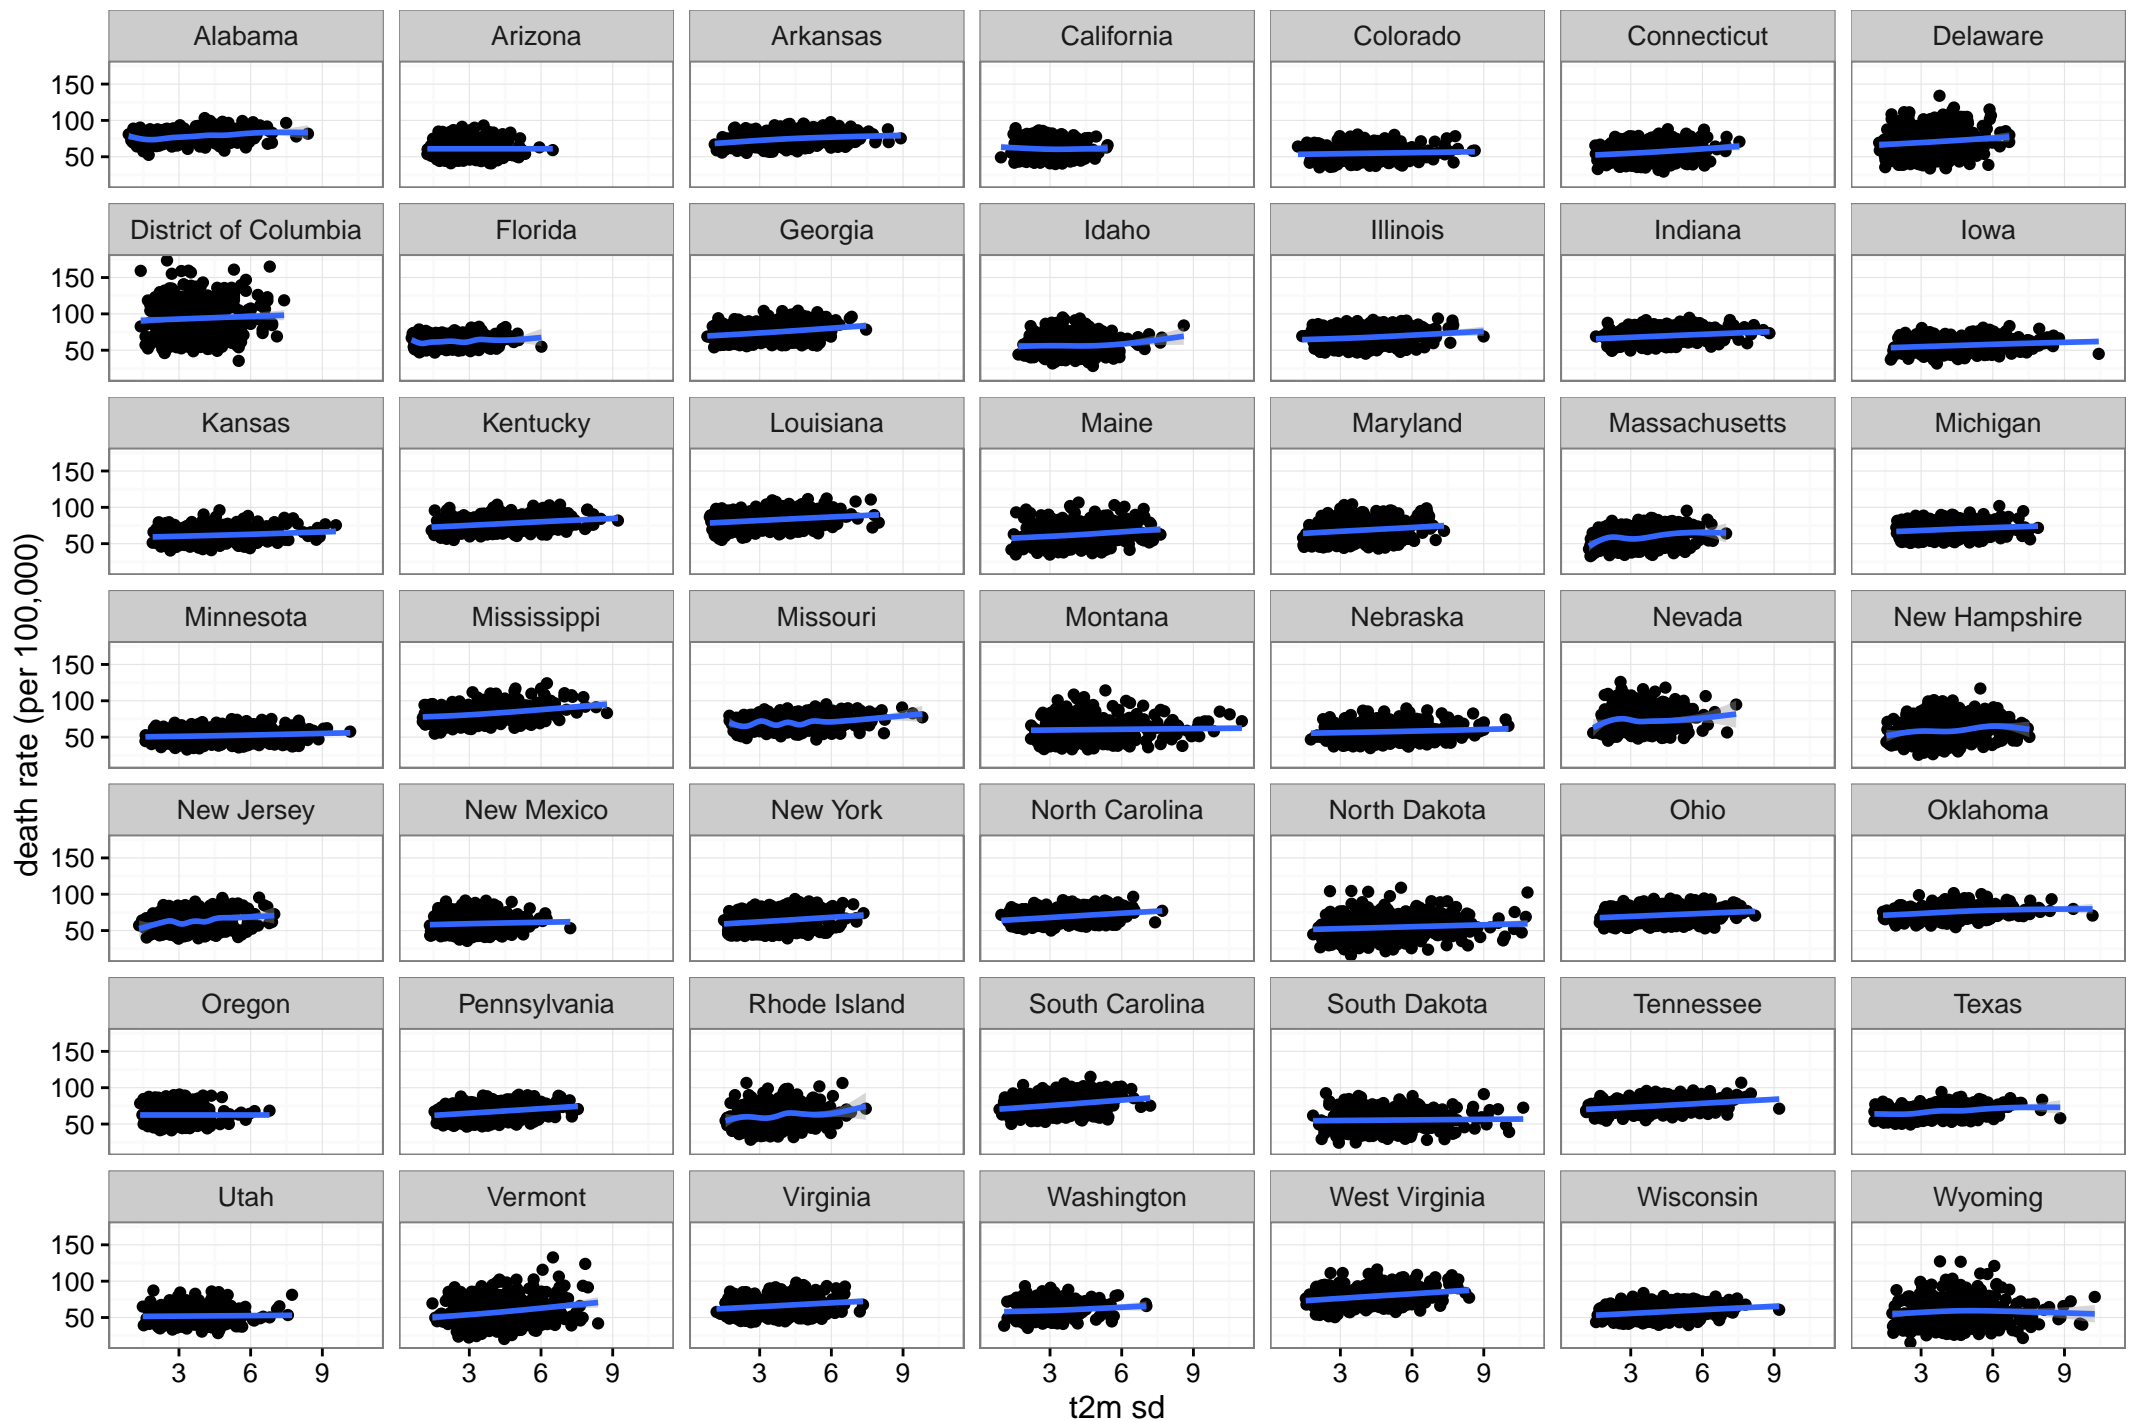 Alabama Arizona Arkansas California Colorado Connecticut Delaware
150
100
50
District of Columbia Florida Georgia Idaho Illinois Indiana Iowa
150
100
50
Kansas Kentucky Louisiana Maine Maryland Massachusetts Michigan
150
100
50
death rate (per 100,000)
Minnesota Mississippi Missouri Montana Nebraska Nevada New Hampshire
150
100
50
New Jersey New Mexico New York North Carolina North Dakota Ohio Oklahoma
150
100
50
Oregon Pennsylvania Rhode Island South Carolina South Dakota Tennessee Texas
150
100
50
Utah Vermont Virginia Washington West Virginia Wisconsin Wyoming
150
100
50
3 6 9 3 6 9 3 6 9 3 6 9 3 6 9 3 6 9 3 6 9
t2m sd